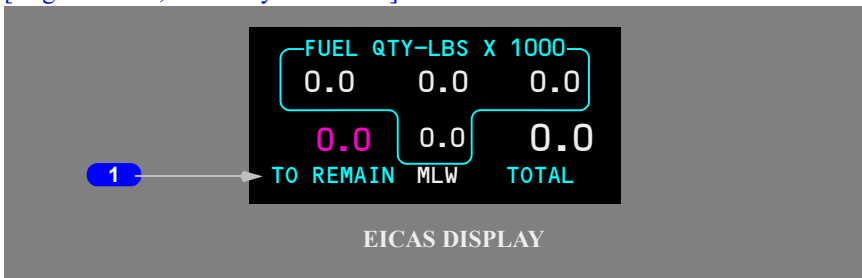 FUEL QTY-LBS X 1000
0.0 0.0 0.0
0.0 0.0 0.0
1 TO REMAIN MLW TOTAL
EICAS DISPLAY